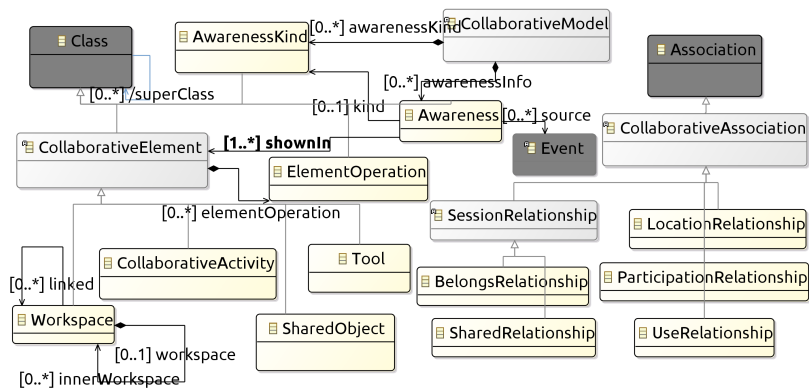 [0..*] awarenessKind
CollaborativeModel
Class
AwarenessKind
Association
[0..*] /superClass
[0..*] awarenessInfo
[0..1] kind
Awareness
[0..*] source
CollaborativeAssociation
CollaborativeElement
[1..*] shownIn
Event
ElementOperation
[0..*] elementOperation
SessionRelationship
LocationRelationship
CollaborativeActivity
Tool
[0..*] linked
BelongsRelationship
ParticipationRelationship
Workspace
SharedObject
SharedRelationship
UseRelationship
[0..1] workspace
[0..*] innerWorkspace